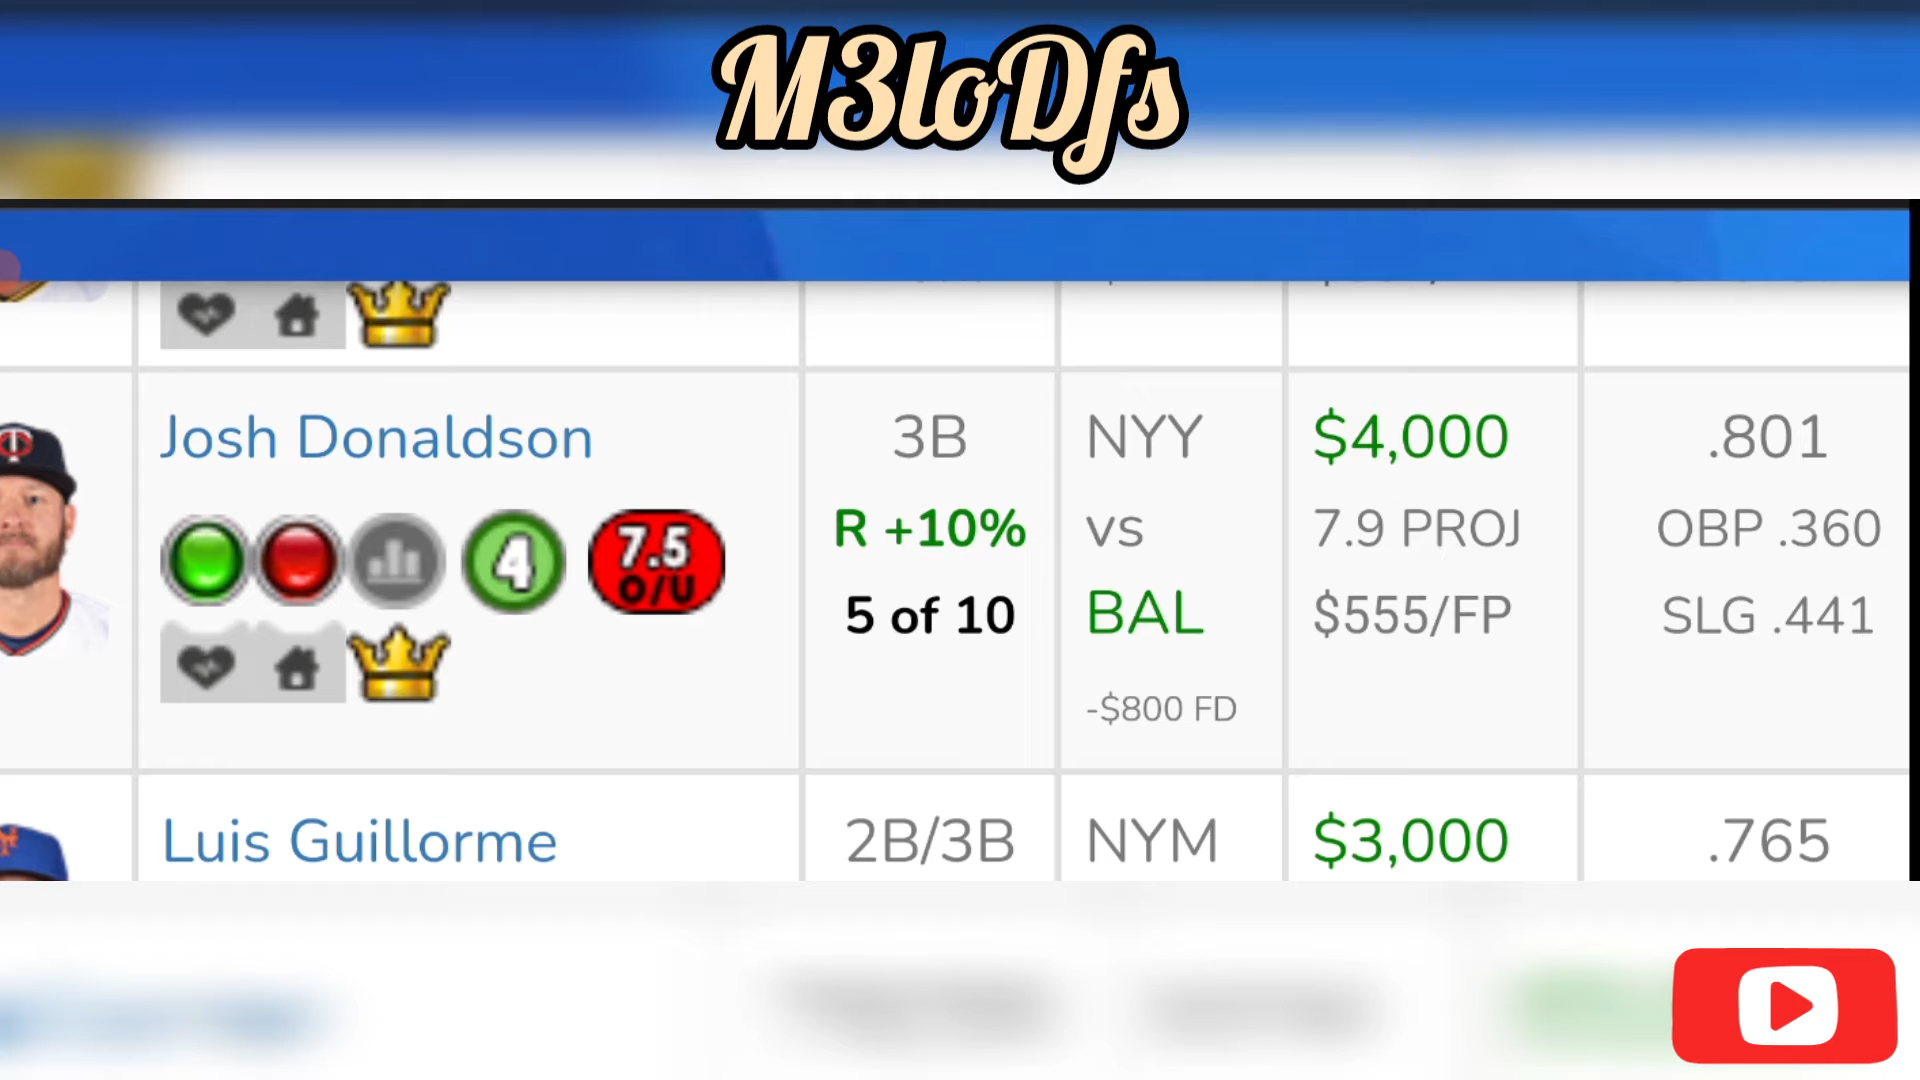 M3loDfs
Josh Donaldson 3B NYY $4,000 .801
R +10% vs 7.9 PROJ OBP .360
4 7.5 O/U
5 of 10 BAL $555/FP SLG .441
-$800 FD
Luis Guillorme 2B/3B NYM $3,000 .765